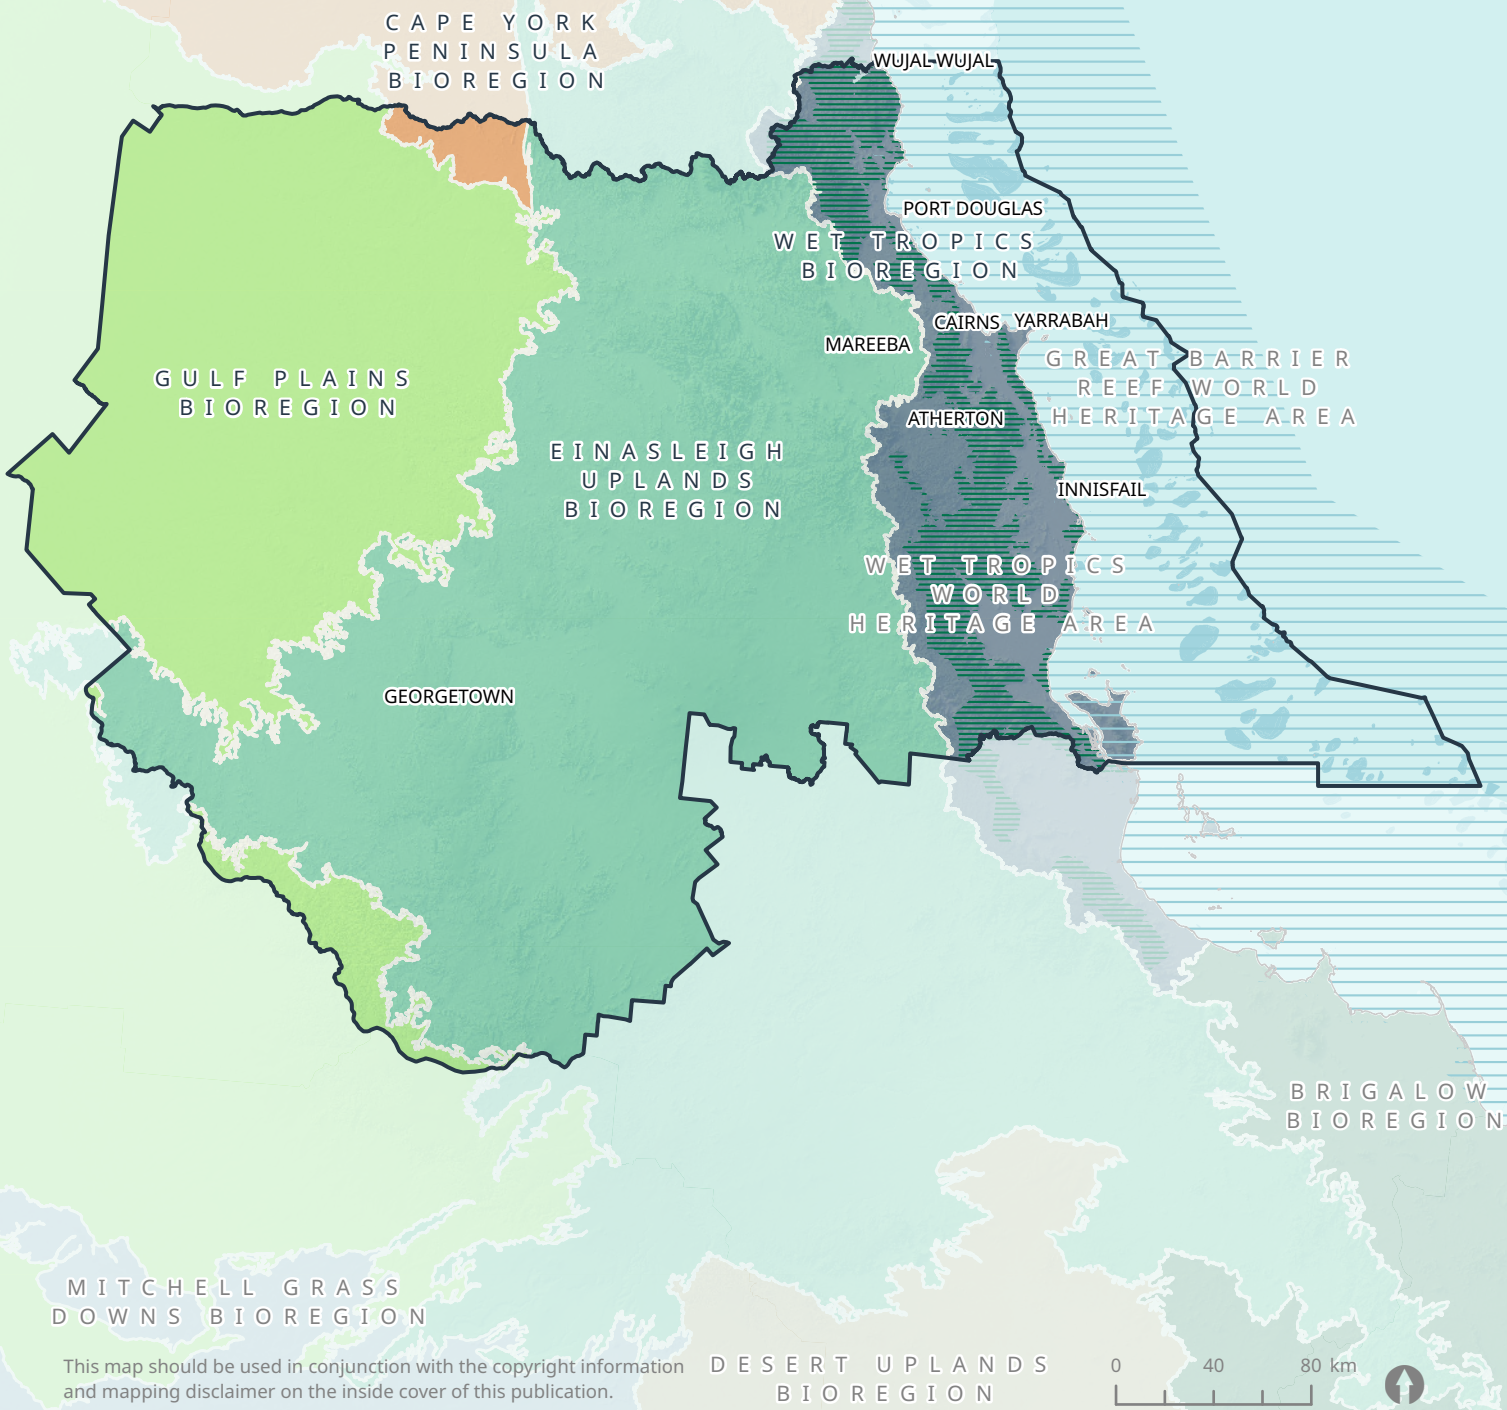 CAPE YORK
PENINSULA
BIOREGION
WUJAL WUJAL
PORT DOUGLAS
WET TROPICS
BIOREGION
CAIRNS
YARRABAH
MAREEBA
GREAT BARRIER
REEF WORLD
HERITAGE AREA
GULF PLAINS
BIOREGION
ATHERTON
EINASLEIGH
UPLANDS
BIOREGION
INNISFAIL
WET TROPICS
WORLD
HERITAGE AREA
GEORGETOWN
BRIGALOW
BIOREGION
MITCHELL GRASS
DOWNS BIOREGION
DESERT UPLANDS
BIOREGION
This map should be used in conjunction with the copyright information
and mapping disclaimer on the inside cover of this publication.
0 40 80 km